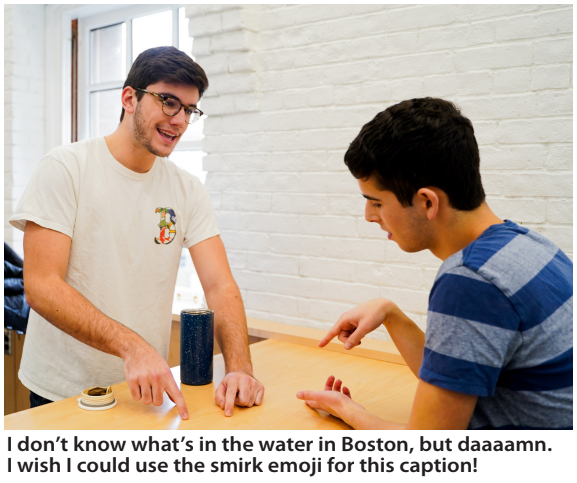 B
I don't know what's in the water in Boston, but daaaamn.
I wish I could use the smirk emoji for this caption!